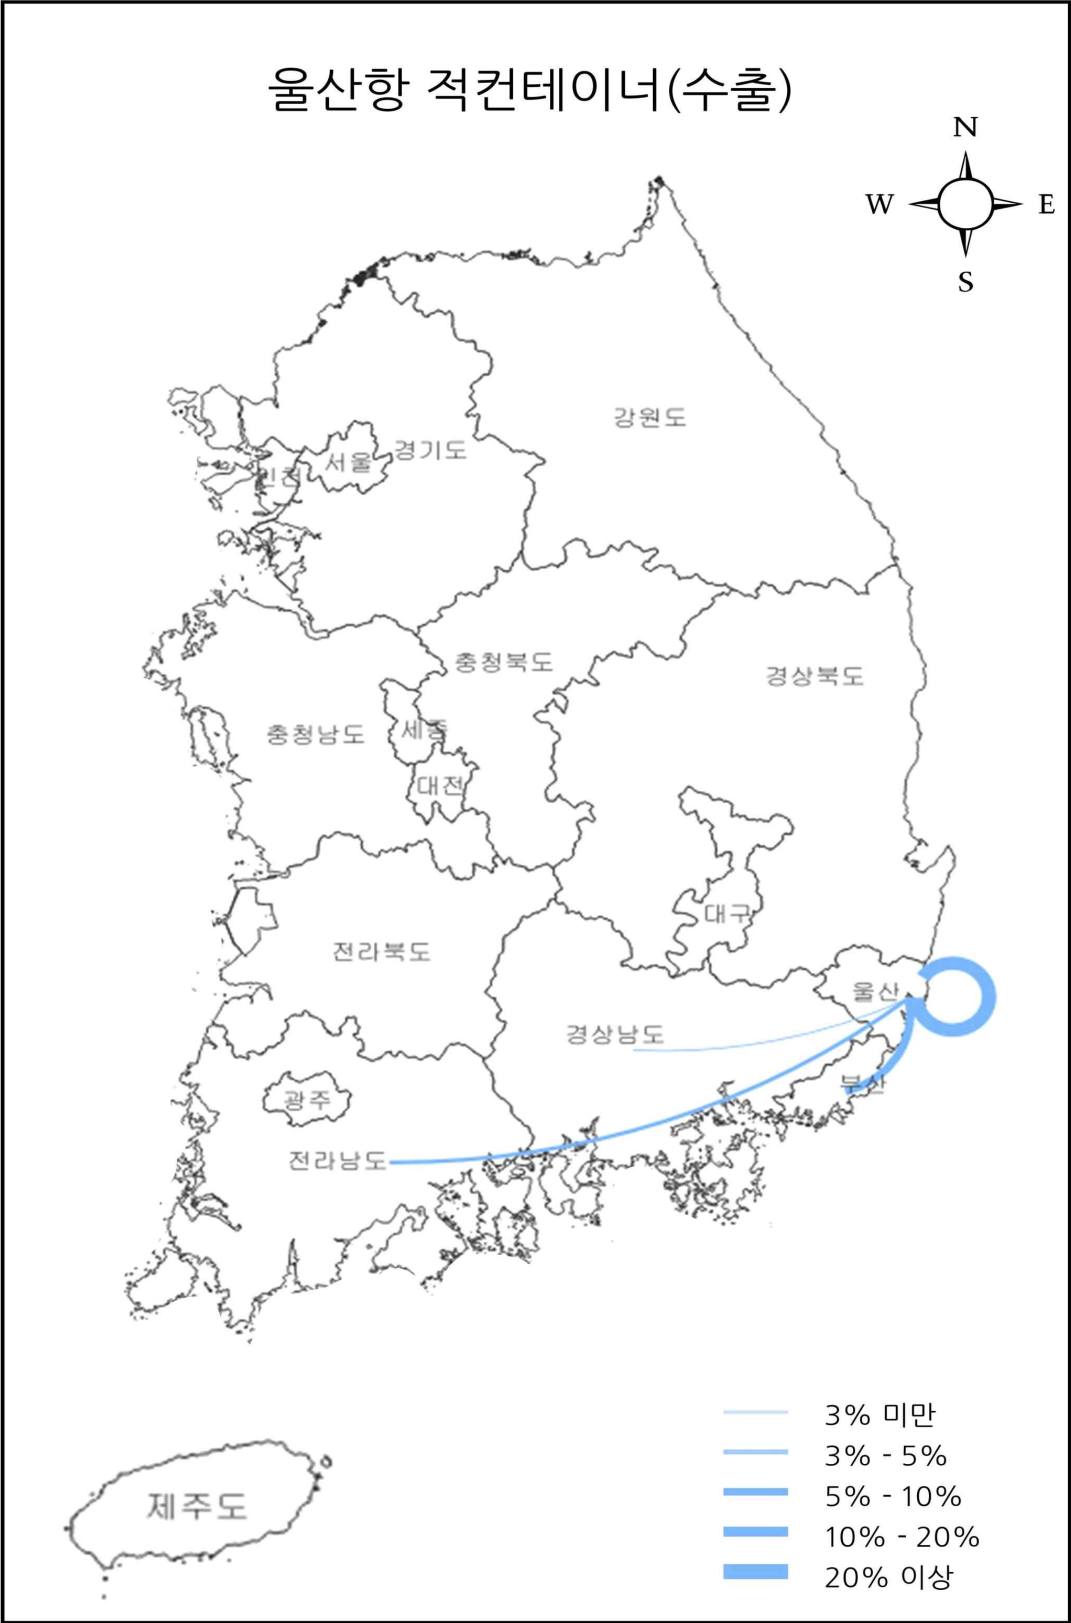 울산항 적컨테이너(수출)
N
W
E
S
강원도
경기도
서울
인천
충청북도
경상북도
충청남도
세종
대전
대구
전라북도
울산
경상남도
부산
광주
전라남도
제주도
3% 미만
3% - 5%
5% - 10%
10% - 20%
20% 이상